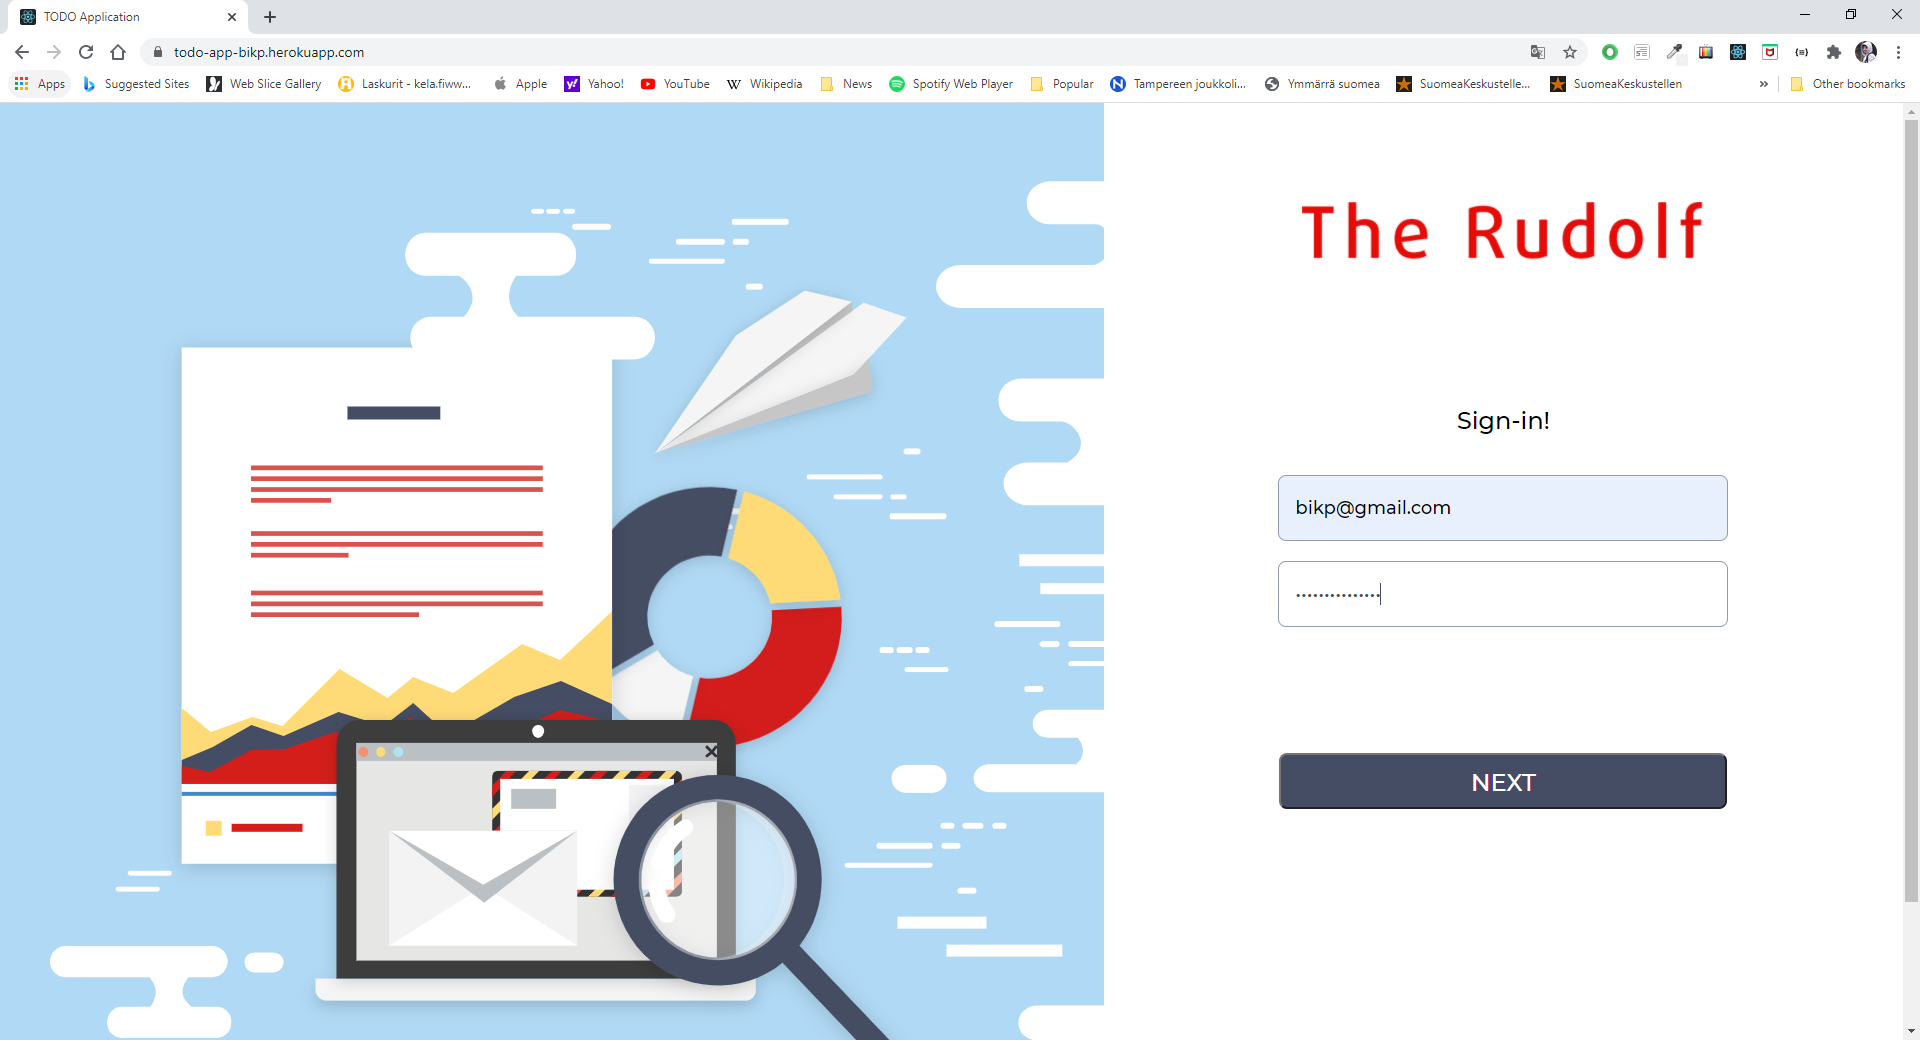 TODO Application
todo-app-bikp.herokuapp.com
Apps Suggested Sites Web Slice Gallery Laskurit - kela.fiww... Apple Yahoo! YouTube Wikipedia News Spotify Web Player Popular Tampereen joukkoli... Ymmärrä suomea SuomeaKeskustelle... SuomeaKeskustellen » Other bookmarks
The Rudolf
Sign-in!
bikp@gmail.com
NEXT